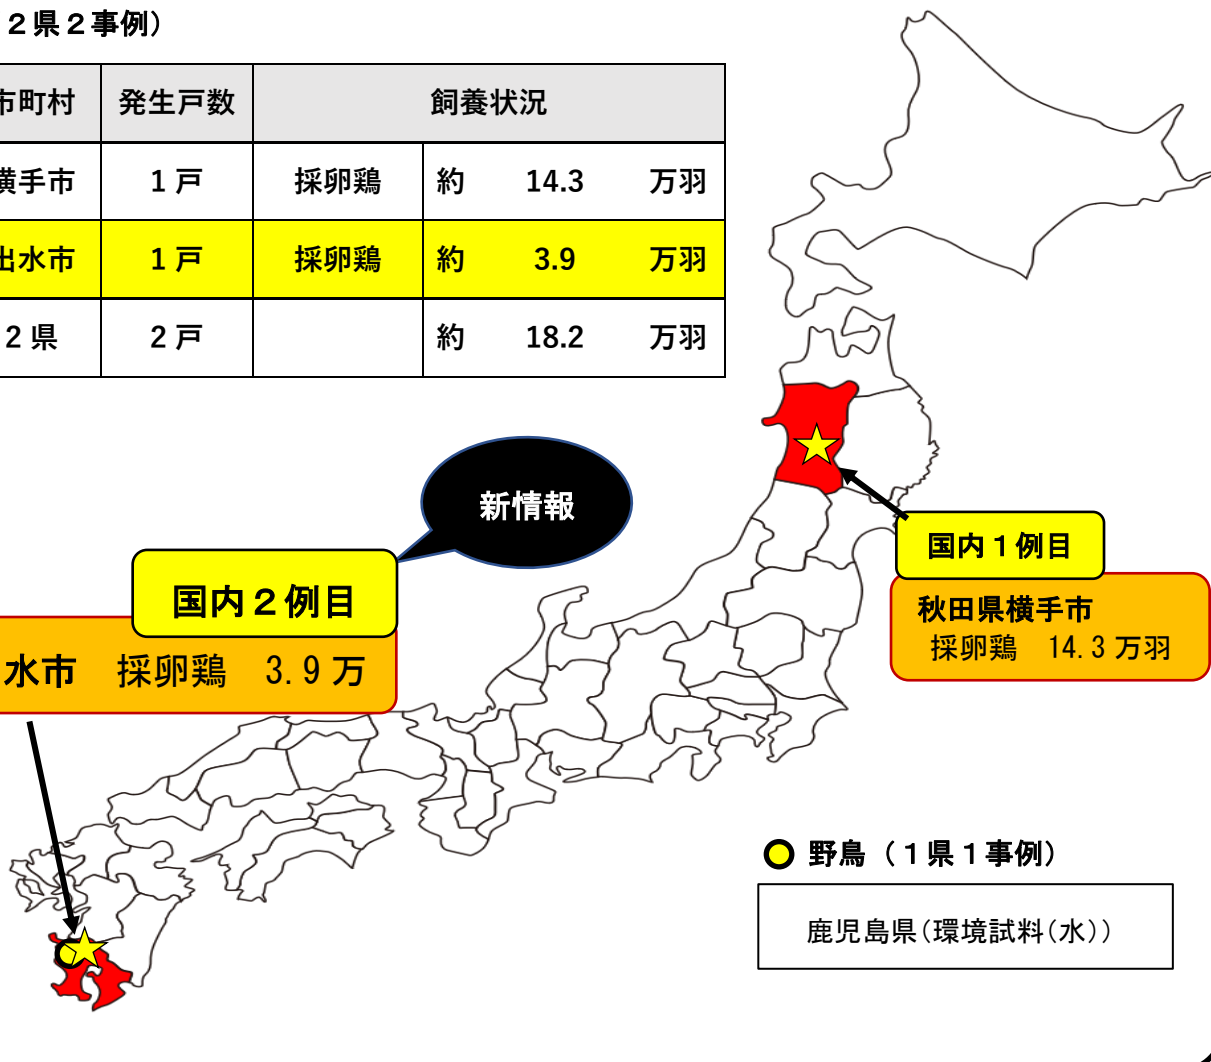 ２県２事例）
市町村 発生戸数 飼養状況
横手市 １戸 採卵鶏 約 14.3 万羽
出水市 １戸 採卵鶏 約 3.9 万羽
２県 ２戸 約 18.2 万羽
新情報
国内２例目
水市 採卵鶏 3.9万
国内１例目
秋田県横手市
採卵鶏 14.3万羽
野鳥（１県１事例）
鹿児島県（環境試料（水））